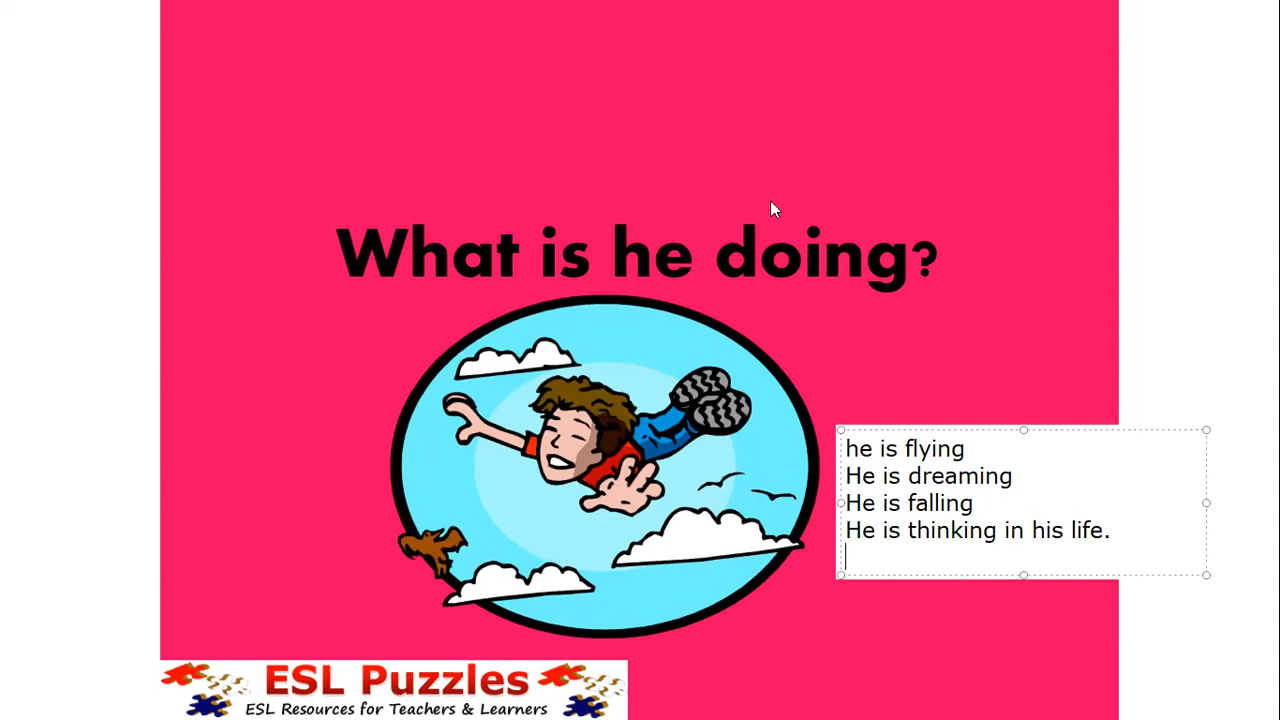 What is he doing?
he is flying
He is dreaming
He is falling
He is thinking in his life.
ESL Puzzles
ESL Resources for Teachers & Learners